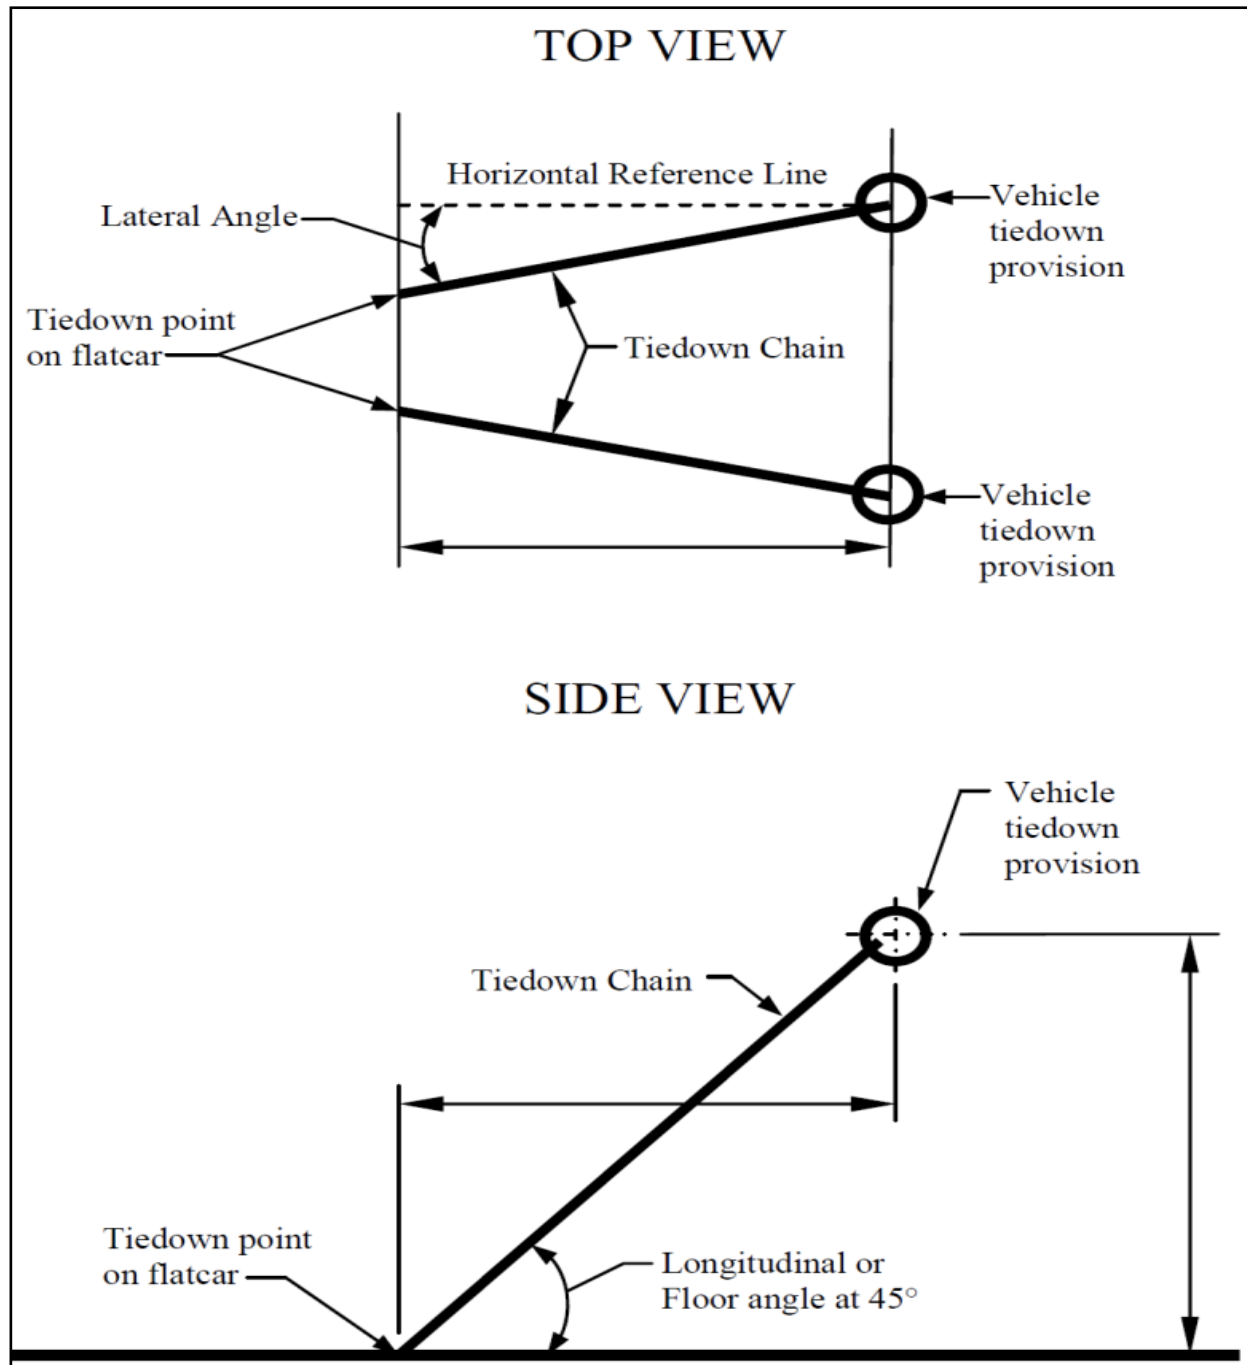 TOP VIEW
Horizontal Reference Line
Lateral Angle
Vehicle
tiedown
provision
Tiedown point
on flatcar
Tiedown Chain
Vehicle
tiedown
provision
SIDE VIEW
Vehicle
tiedown
provision
Tiedown Chain
Tiedown point
on flatcar
Longitudinal or
Floor angle at 45°